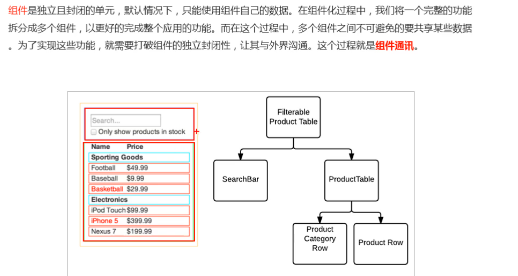 组件是独立且封闭的单元，默认情况下，只能使用组件自己的数据。在组件化过程中，我们将一个完整的功能
拆分成多个组件，以更好的完成整个应用的功能。而在这个过程中，多个组件之间不可避免的要共享某些数据
。为了实现这些功能，就需要打破组件的独立封闭性，让其与外界沟通。这个过程就是组件通讯。
Search...
Only show products in stock
+
Name Price
Sporting Goods
Football $49.99
Baseball $9.99
Basketball $29.99
Electronics
iPod Touch $99.99
iPhone 5 $399.99
Nexus 7 $199.99
Filterable
Product Table
SearchBar
ProductTable
Product
Category
Row
Product Row